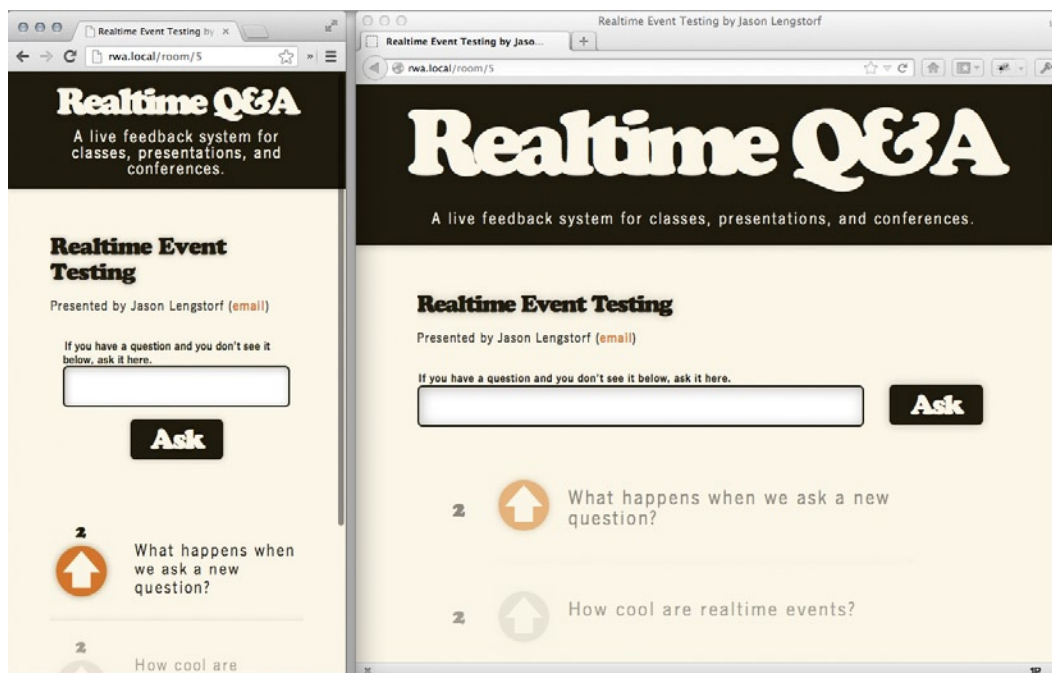 Realtime Event Testing by
rwa.local/room/5
Realtime Q&A
A live feedback system for
classes, presentations, and
conferences.
Realtime Event
Testing
Presented by Jason Lengstorf (email)
If you have a question and you don't see it
below, ask it here.
Ask
2
What happens when
we ask a new
question?
2
How cool are
Realtime Event Testing by Jason Lengstorf
Realtime Event Testing by Jaso...
rwa.local/room/5
Realtime Q&A
A live feedback system for classes, presentations, and conferences.
Realtime Event Testing
Presented by Jason Lengstorf (email)
If you have a question and you don't see it below, ask it here.
Ask
2
What happens when we ask a new
question?
2
How cool are realtime events?